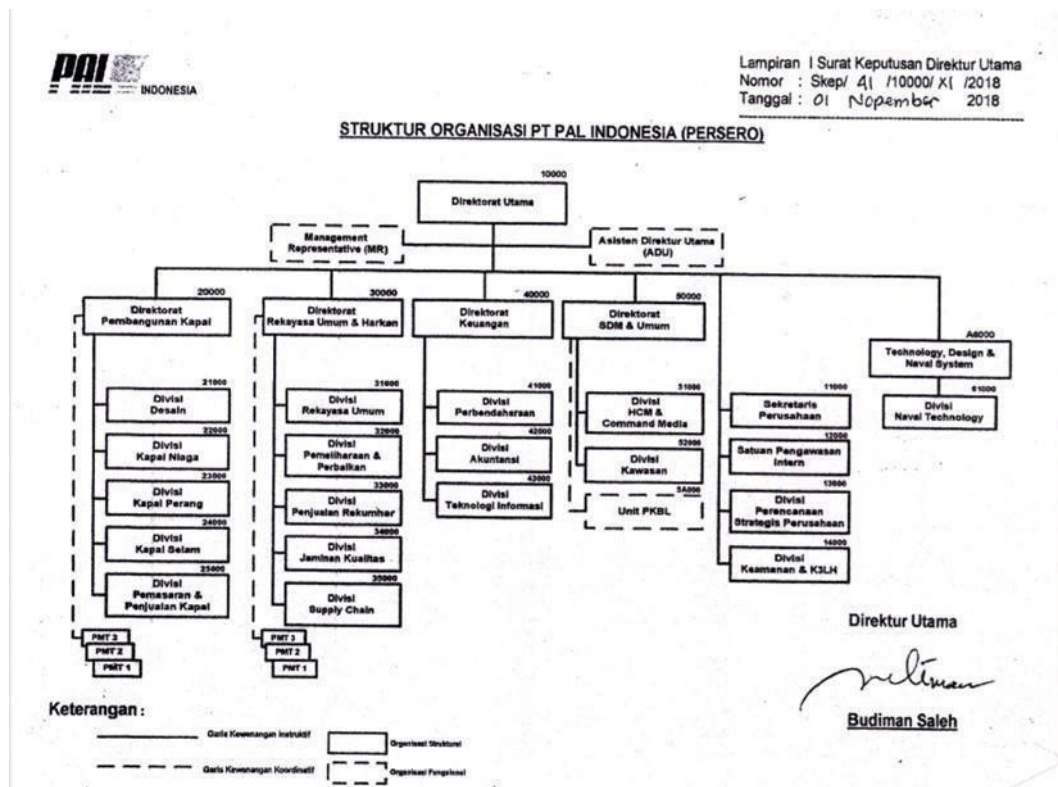 PAL
INDONESIA
Lampiran I Surat Keputusan Direktur Utama
Nomor : Skep/ 41 /10000/ XI /2018
Tanggal : 01 Nopember 2018
STRUKTUR ORGANISASI PT PAL INDONESIA (PERSERO)
10000
Direktorat Utama
Management
Representative (MR)
Asisten Direktur Utama
(ADU)
20000
Direktorat
Pembangunan Kapal
30000
Direktorat
Rekayasa Umum & Harkan
40000
Direktorat
Keuangan
50000
Direktorat
SDM & Umum
A6000
Technology, Design &
Naval System
61000
Divisi
Naval Technology
21000
Divisi
Desain
22000
Divisi
Kapal Niaga
23000
Divisi
Kapal Perang
24000
Divisi
Kapal Selam
25000
Divisi
Pemasaran &
Penjualan Kapal
PMT 3
PMT 2
PMT 1
31000
Divisi
Rekayasa Umum
32000
Divisi
Pemeliharaan &
Perbaikan
33000
Divisi
Penjualan Rekumhar
34000
Divisi
Jaminan Kualitas
35000
Divisi
Supply Chain
PMT 3
PMT 2
PMT 1
41000
Divisi
Perbendaharaan
42000
Divisi
Akuntansi
43000
Divisi
Teknologi Informasi
51000
Divisi
HCM &
Command Media
52000
Divisi
Kawasan
5A000
Unit PKBL
11000
Sekretaris
Perusahaan
12000
Satuan Pengawasan
Intern
13000
Divisi
Perencanaan
Strategis Perusahaan
14000
Divisi
Keamanan & K3LH
Direktur Utama
Budiman Saleh
Keterangan :
Garis Kewenangan Instruktif
Organisasi Struktural
Garis Kewenangan Koordinatif
Organisasi Fungsional